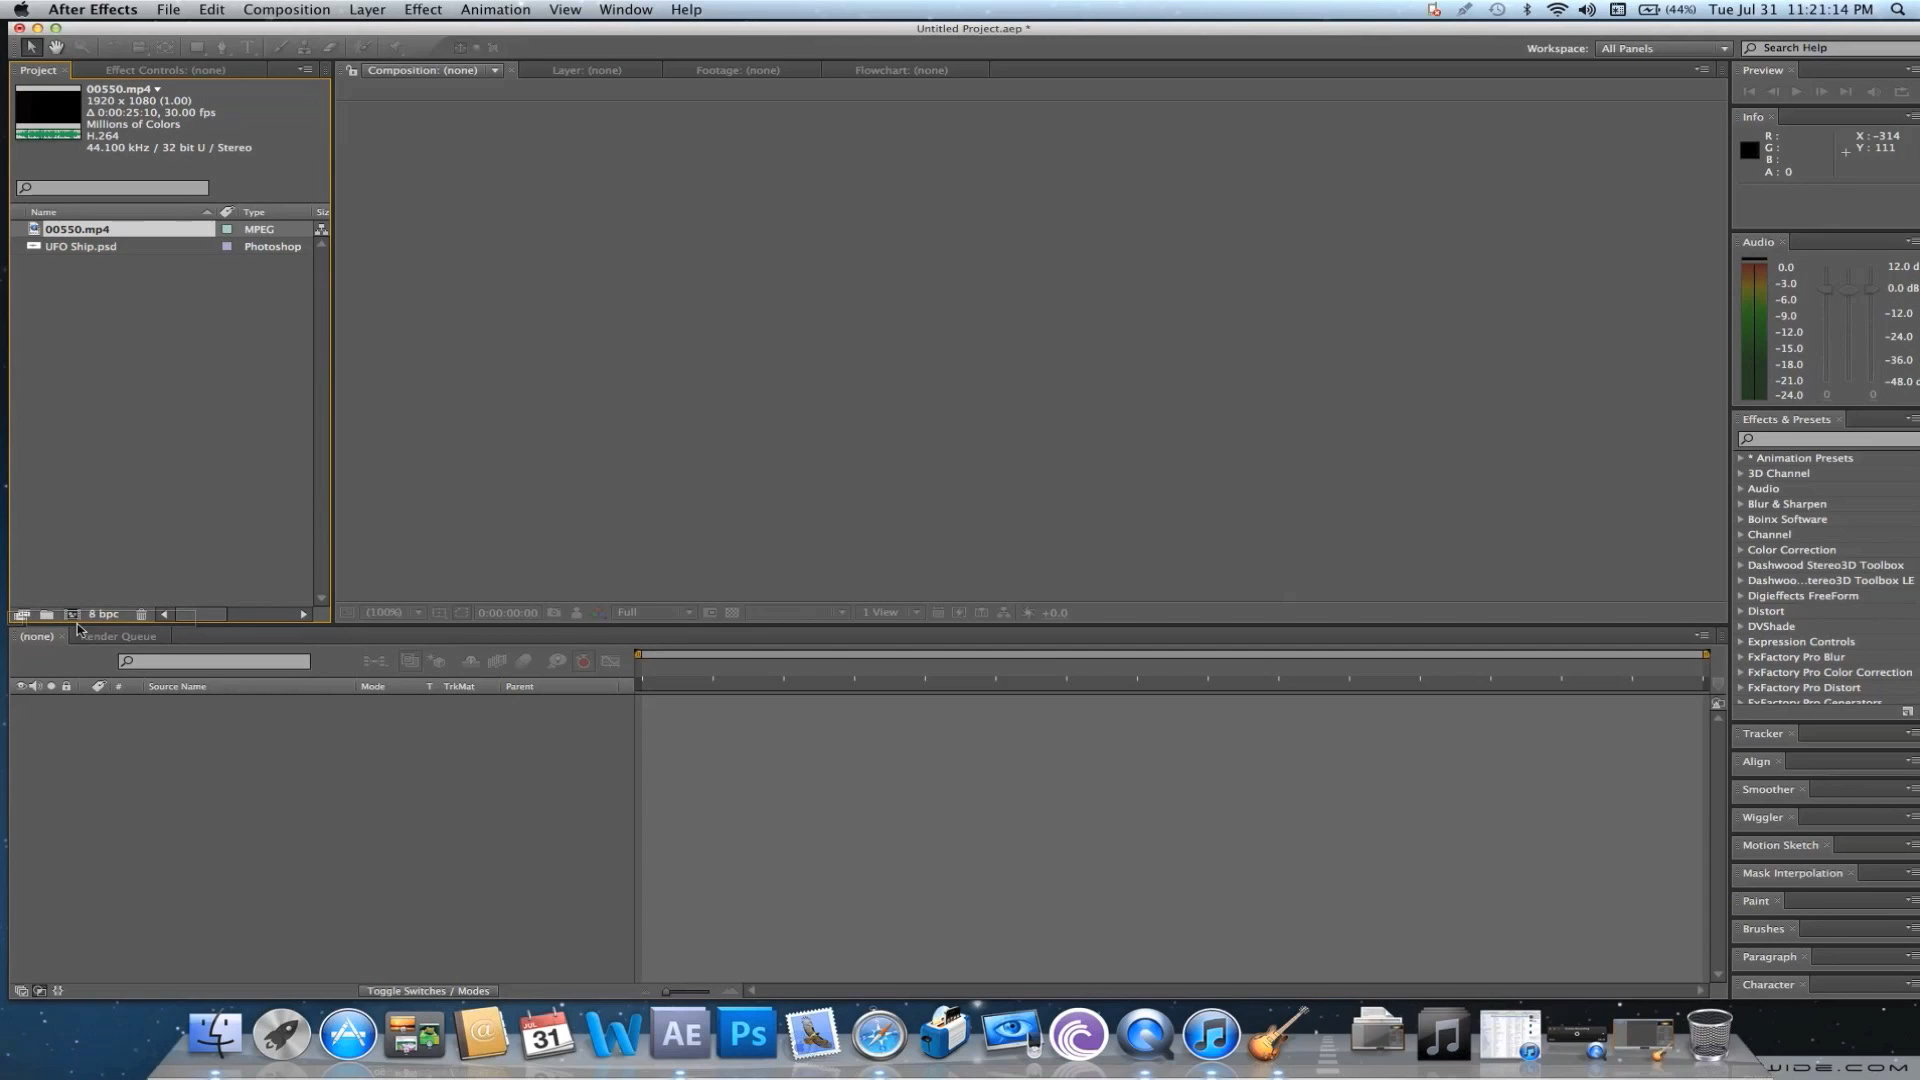 After Effects File Edit Composition Layer Effect Animation View Window Help (44%) Tue Jul 31 11:21:14 PM
Untitled Project.aep *
Workspace: All Panels Search Help
Project Effect Controls: (none) Composition: (none) Layer: (none) Footage: (none) Flowchart: (none) Preview
00550.mp4
1920 x 1080 (1.00)
Δ 0:00:25:10, 30.00 fps
Millions of Colors
H.264
44.100 kHz / 32 bit U / Stereo
Info
R :
G :
B :
A : 0
X : -314
Y : 111
Name Type Siz
00550.mp4 MPEG
UFO Ship.psd Photoshop
Audio
0.0
-3.0
-6.0
-9.0
-12.0
-15.0
-18.0
-21.0
-24.0
12.0 d
0.0 dB
-12.0
-24.0
-36.0
-48.0 d
0 0
Effects & Presets
* Animation Presets
3D Channel
Audio
Blur & Sharpen
Boinx Software
Channel
Color Correction
Dashwood Stereo3D Toolbox
Dashwoo...tereo3D Toolbox LE
Digieffects FreeForm
Distort
DVShade
Expression Controls
FxFactory Pro Blur
FxFactory Pro Color Correction
FxFactory Pro Distort
FxFactory Pro Generators
8 bpc
(100%) 0:00:00:00 Full 1 View +0.0
(none) Render Queue
# Source Name Mode T TrkMat Parent
Tracker
Align
Smoother
Wiggler
Motion Sketch
Mask Interpolation
Paint
Brushes
Paragraph
Character
Toggle Switches / Modes
JUL
31
W
AE
Ps
WIDE.COM